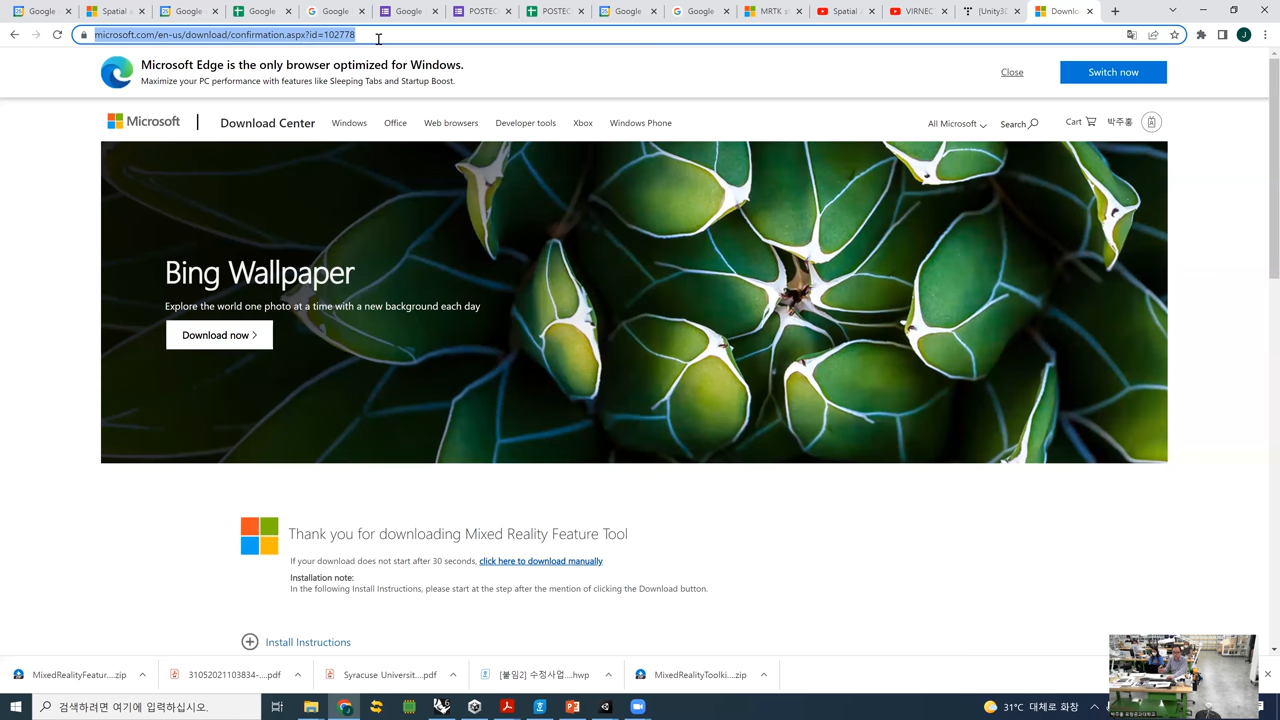 Google
Spatial a
Google
Google
Google
Google
POSTEC
POSTEC
Google
Google
MRTK s
Spatial A
VIRNEC
[Unity3D
Downlo
microsoft.com/en-us/download/confirmation.aspx?id=102778
J
Microsoft Edge is the only browser optimized for Windows.
Maximize your PC performance with features like Sleeping Tabs and Startup Boost.
Close
Switch now
Microsoft
Download Center
Windows
Office
Web browsers
Developer tools
Xbox
Windows Phone
All Microsoft
Search
Cart
박주홍
Bing Wallpaper
Explore the world one photo at a time with a new background each day
Download now >
Thank you for downloading Mixed Reality Feature Tool
If your download does not start after 30 seconds, click here to download manually
Installation note:
In the following Install Instructions, please start at the step after the mention of clicking the Download button.
Install Instructions
MixedRealityFeatur....zip
31052021103834-....pdf
Syracuse Universit....pdf
[붙임2] 수정사업....hwp
MixedRealityToolki....zip
검색하려면 여기에 입력하십시오.
31°C 대체로 화창